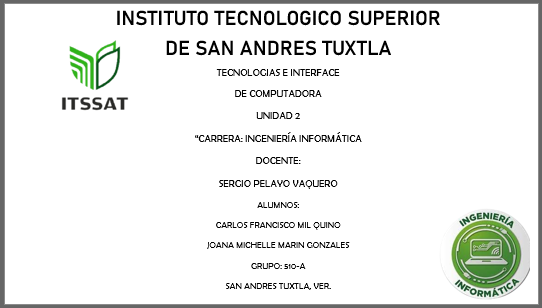 INSTITUTO TECNOLOGICO SUPERIOR
DE SAN ANDRES TUXTLA
ITSSAT
TECNOLOGIAS E INTERFACE
DE COMPUTADORA
UNIDAD 2
"CARRERA: INGENIERÍA INFORMÁTICA
DOCENTE:
SERGIO PELAYO VAQUERO
ALUMNOS:
CARLOS FRANCISCO MIL QUINO
JOANA MICHELLE MARIN GONZALES
GRUPO: 510-A
SAN ANDRES TUXTLA, VER.
INGENIERÍA
INFORMÁTICA